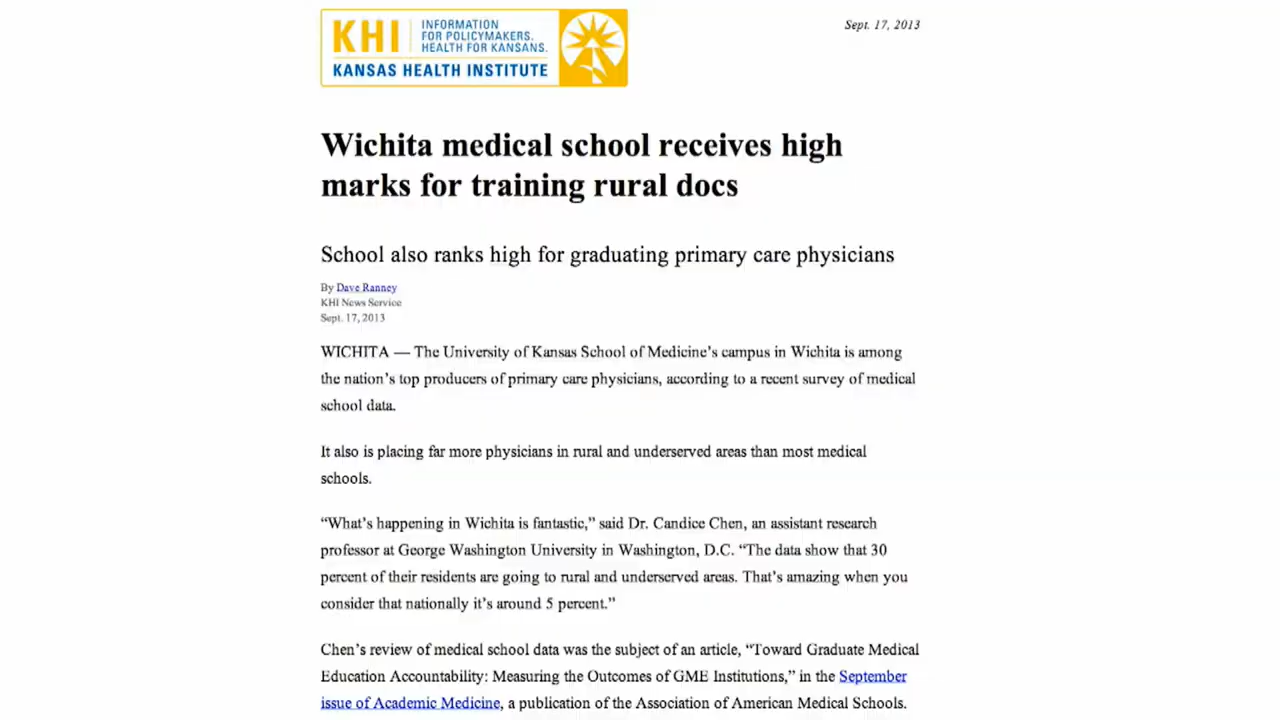 KHI
INFORMATION
FOR POLICYMAKERS.
HEALTH FOR KANSANS.
KANSAS HEALTH INSTITUTE
Sept. 17, 2013
Wichita medical school receives high
marks for training rural docs
School also ranks high for graduating primary care physicians
By Dave Ranney
KHI News Service
Sept. 17, 2013
WICHITA — The University of Kansas School of Medicine’s campus in Wichita is among
the nation’s top producers of primary care physicians, according to a recent survey of medical
school data.
It also is placing far more physicians in rural and underserved areas than most medical
schools.
“What’s happening in Wichita is fantastic,” said Dr. Candice Chen, an assistant research
professor at George Washington University in Washington, D.C. “The data show that 30
percent of their residents are going to rural and underserved areas. That’s amazing when you
consider that nationally it’s around 5 percent.”
Chen’s review of medical school data was the subject of an article, “Toward Graduate Medical
Education Accountability: Measuring the Outcomes of GME Institutions,” in the September
issue of Academic Medicine, a publication of the Association of American Medical Schools.